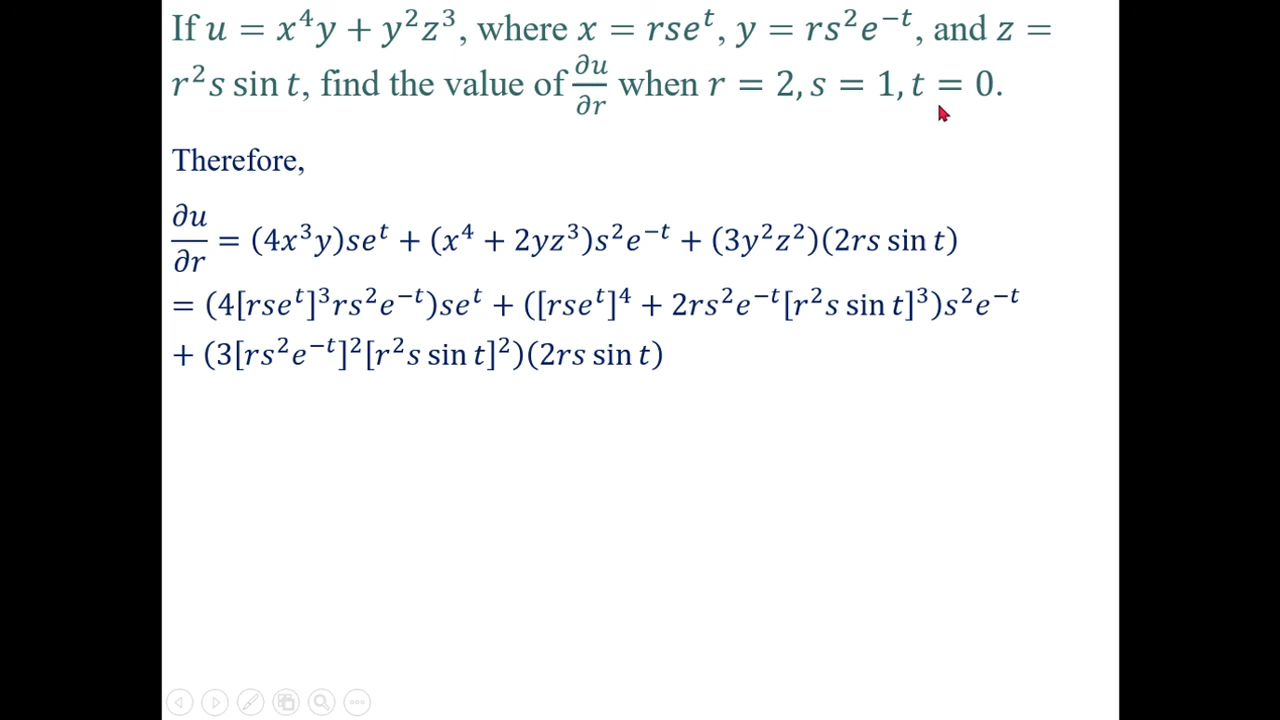 If u = x⁴y + y²z³, where x = rseᵗ, y = rs²e⁻ᵗ, and z =
r²s sin t, find the value of ∂u/∂r when r = 2, s = 1, t = 0.
Therefore,
∂u/∂r = (4x³y)seᵗ + (x⁴ + 2yz³)s²e⁻ᵗ + (3y²z²)(2rs sin t)
= (4[rseᵗ]³rs²e⁻ᵗ)seᵗ + ([rseᵗ]⁴ + 2rs²e⁻ᵗ[r²s sin t]³)s²e⁻ᵗ
+ (3[rs²e⁻ᵗ]²[r²s sin t]²)(2rs sin t)